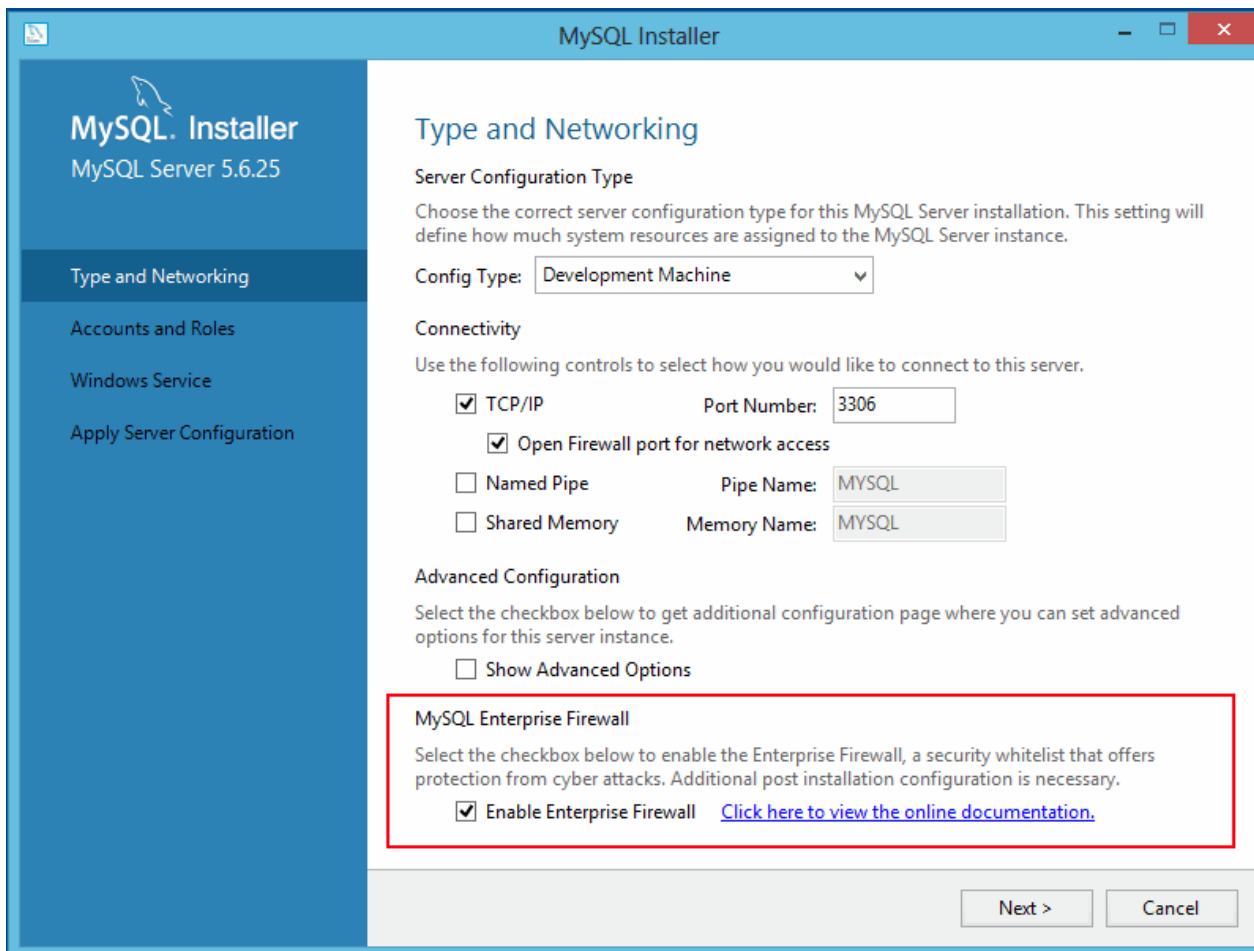 MySQL Installer
MySQL. Installer
MySQL Server 5.6.25
Type and Networking
Accounts and Roles
Windows Service
Apply Server Configuration
Type and Networking
Server Configuration Type
Choose the correct server configuration type for this MySQL Server installation. This setting will
define how much system resources are assigned to the MySQL Server instance.
Config Type: Development Machine
Connectivity
Use the following controls to select how you would like to connect to this server.
TCP/IP Port Number: 3306
Open Firewall port for network access
Named Pipe Pipe Name: MYSQL
Shared Memory Memory Name: MYSQL
Advanced Configuration
Select the checkbox below to get additional configuration page where you can set advanced
options for this server instance.
Show Advanced Options
MySQL Enterprise Firewall
Select the checkbox below to enable the Enterprise Firewall, a security whitelist that offers
protection from cyber attacks. Additional post installation configuration is necessary.
Enable Enterprise Firewall Click here to view the online documentation.
Next > Cancel